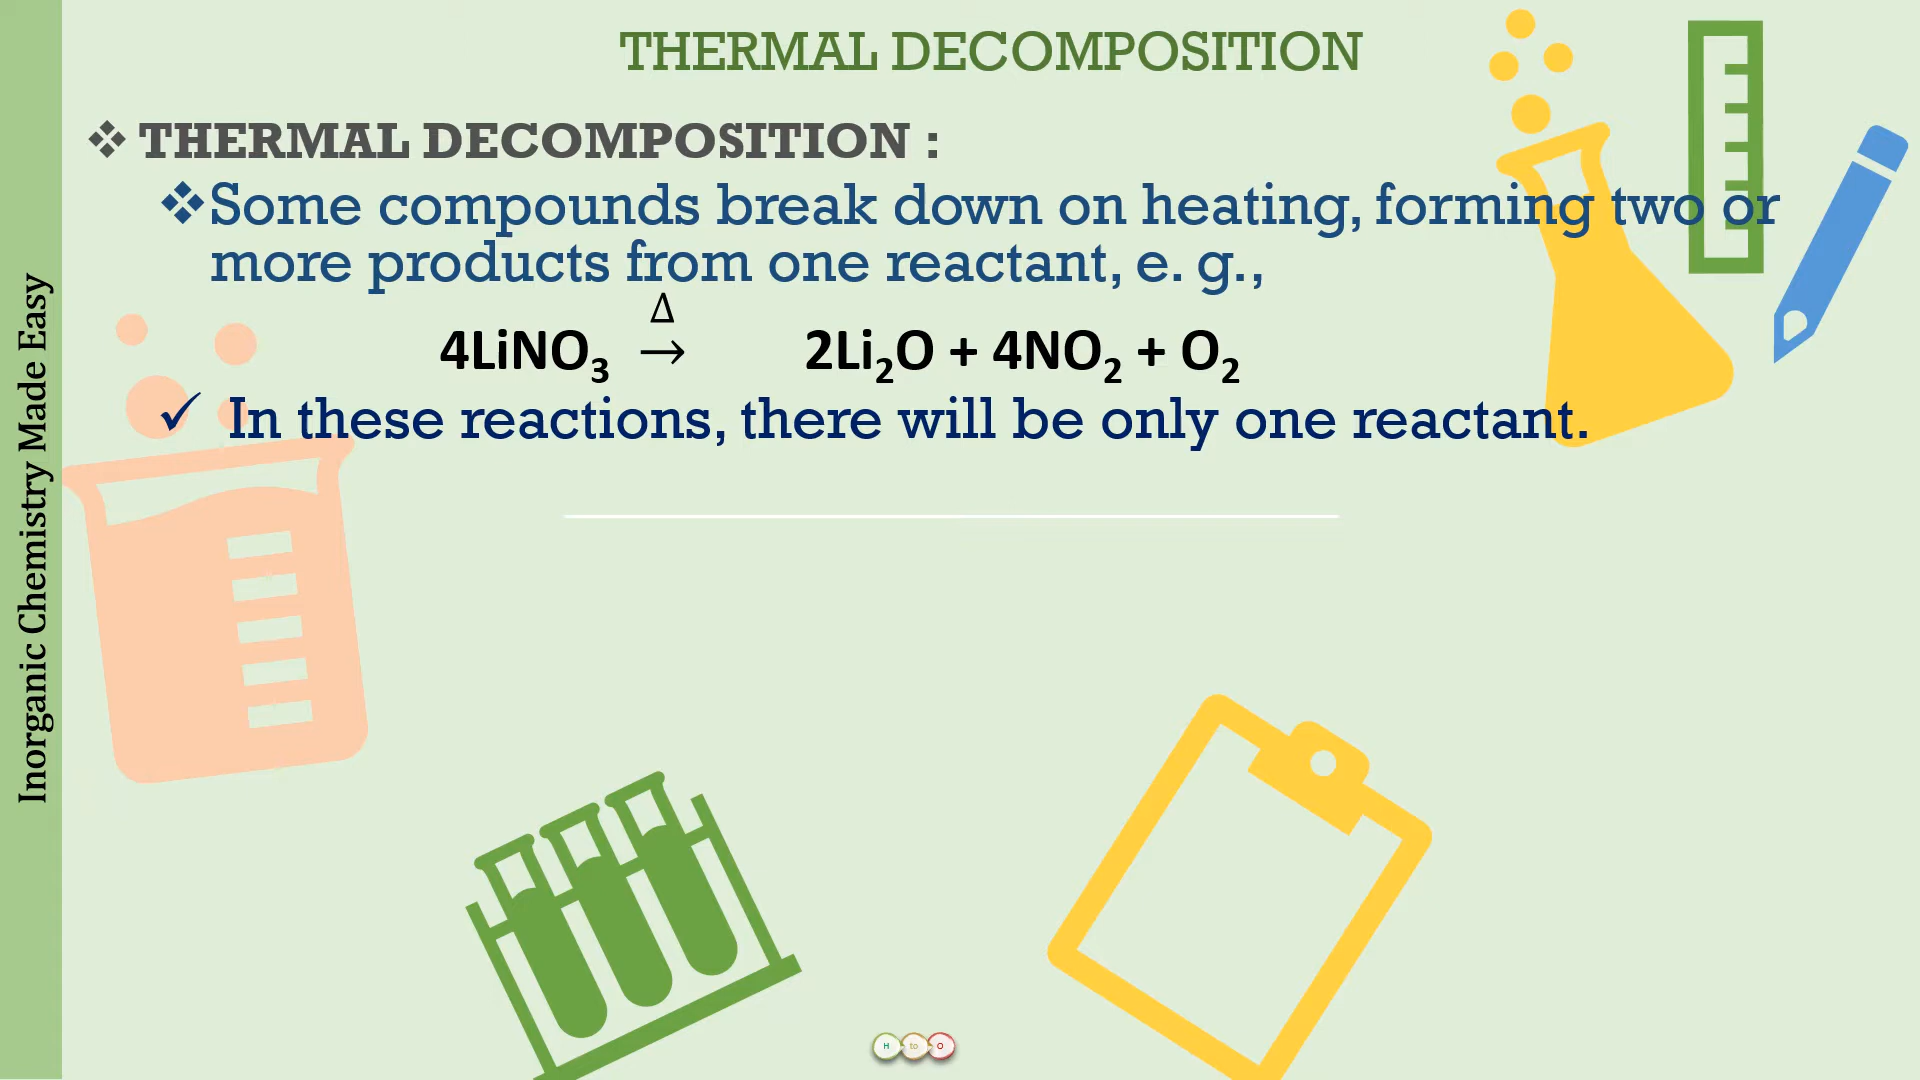 THERMAL DECOMPOSITION
❖ THERMAL DECOMPOSITION :
❖Some compounds break down on heating, forming two or
more products from one reactant, e. g.,
Δ
4LiNO₃ → 2Li₂O + 4NO₂ + O₂
✓ In these reactions, there will be only one reactant.
Inorganic Chemistry Made Easy
H to O